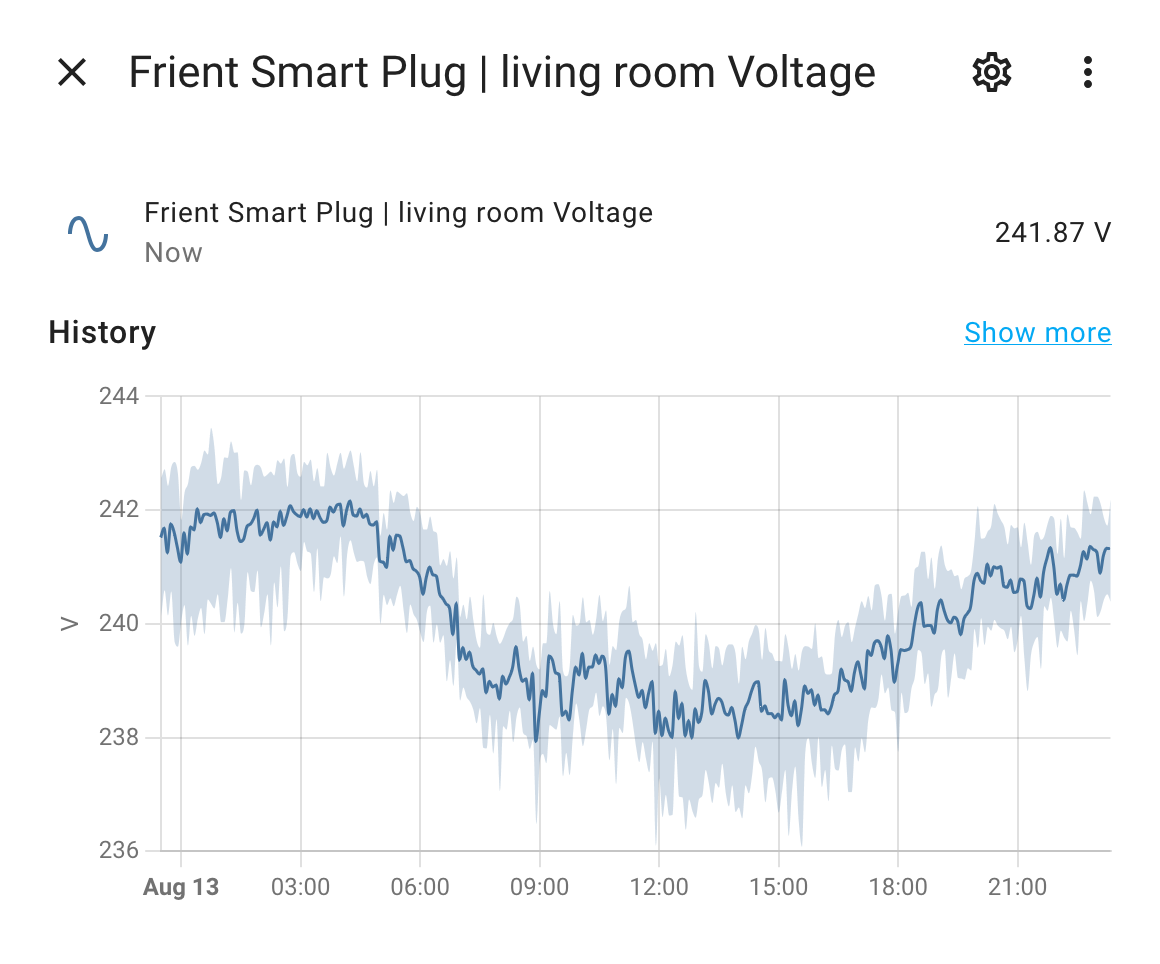 Frient Smart Plug | living room Voltage
Frient Smart Plug | living room Voltage
Now
241.87 V
History
Show more
244
242
240
238
236
V
Aug 13
03:00
06:00
09:00
12:00
15:00
18:00
21:00